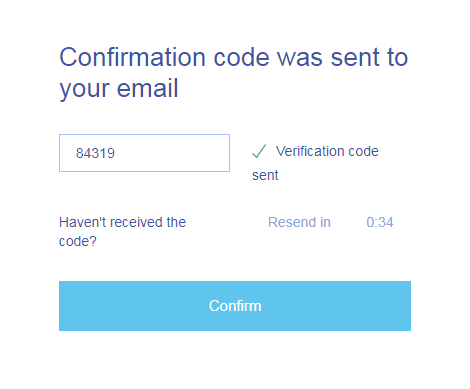 Confirmation code was sent to
your email
84319
Verification code
sent
Haven't received the
code?
Resend in 0:34
Confirm